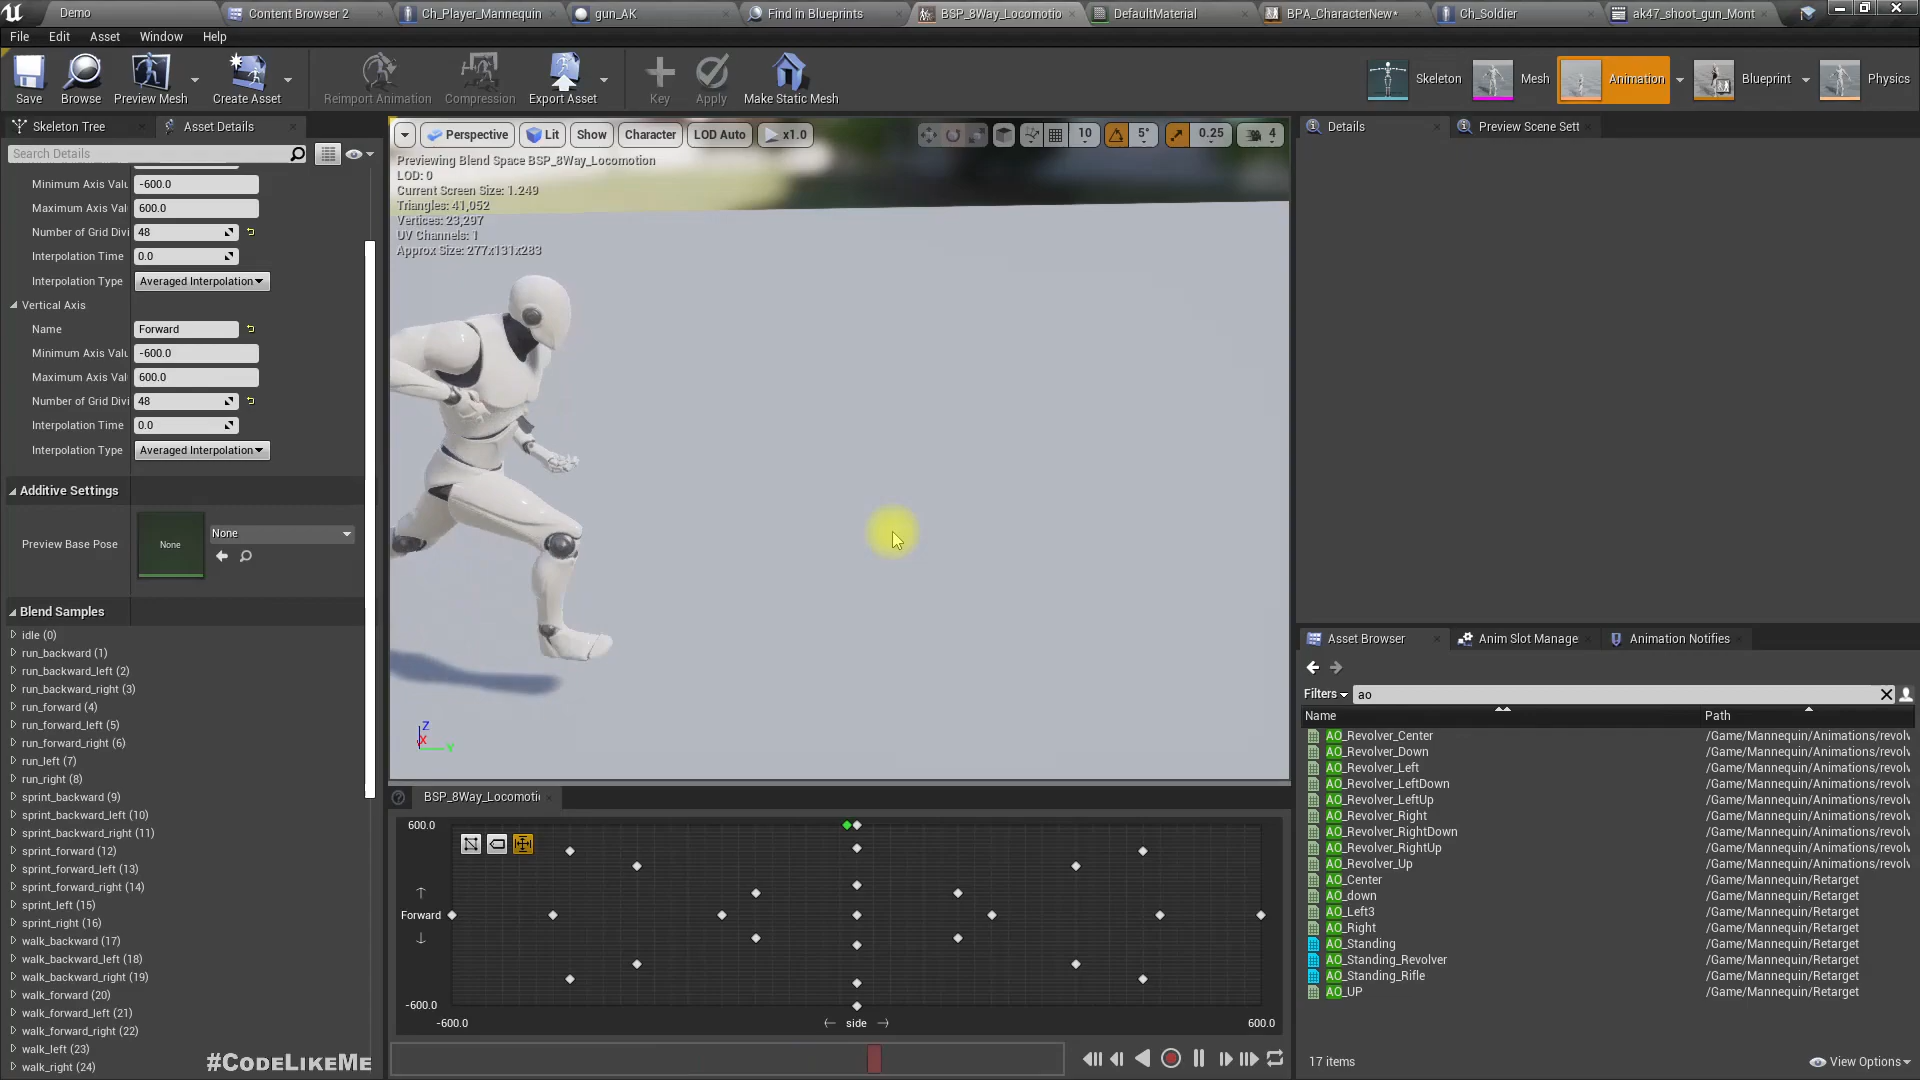 Demo
Content Browser 2
Ch_Player_Mannequin
gun_AK
Find in Blueprints
BSP_8Way_Locomotio
DefaultMaterial
BPA_CharacterNew*
Ch_Soldier
ak47_shoot_gun_Mont
File Edit Asset Window Help
Save
Browse
Preview Mesh
Create Asset
Reimport Animation
Compression
Export Asset
Key
Apply
Make Static Mesh
Skeleton
Mesh
Animation
Blueprint
Physics
Skeleton Tree
Asset Details
Search Details
Minimum Axis Valu -600.0
Maximum Axis Val 600.0
Number of Grid Divi 48
Interpolation Time 0.0
Interpolation Type Averaged Interpolation
Vertical Axis
Name Forward
Minimum Axis Valu -600.0
Maximum Axis Val 600.0
Number of Grid Divi 48
Interpolation Time 0.0
Interpolation Type Averaged Interpolation
Additive Settings
Preview Base Pose None None
Blend Samples
idle (0)
run_backward (1)
run_backward_left (2)
run_backward_right (3)
run_forward (4)
run_forward_left (5)
run_forward_right (6)
run_left (7)
run_right (8)
sprint_backward (9)
sprint_backward_left (10)
sprint_backward_right (11)
sprint_forward (12)
sprint_forward_left (13)
sprint_forward_right (14)
sprint_left (15)
sprint_right (16)
walk_backward (17)
walk_backward_left (18)
walk_backward_right (19)
walk_forward (20)
walk_forward_left (21)
walk_forward_right (22)
walk_left (23)
walk_right (24)
#CodeLikeMe
Perspective Lit Show Character LOD Auto x1.0 10 5° 0.25 4
Previewing Blend Space BSP_8Way_Locomotion
LOD: 0
Current Screen Size: 1.249
Triangles: 41,052
Vertices: 23,297
UV Channels: 1
Approx Size: 277x131x283
Z
X
Y
BSP_8Way_Locomoti
600.0
Forward
-600.0
-600.0 side 600.0
Details
Preview Scene Sett
Asset Browser
Anim Slot Manage
Animation Notifies
Filters ao
Name Path
AO_Revolver_Center /Game/Mannequin/Animations/revolv
AO_Revolver_Down /Game/Mannequin/Animations/revolv
AO_Revolver_Left /Game/Mannequin/Animations/revolv
AO_Revolver_LeftDown /Game/Mannequin/Animations/revolv
AO_Revolver_LeftUp /Game/Mannequin/Animations/revolv
AO_Revolver_Right /Game/Mannequin/Animations/revolv
AO_Revolver_RightDown /Game/Mannequin/Animations/revolv
AO_Revolver_RightUp /Game/Mannequin/Animations/revolv
AO_Revolver_Up /Game/Mannequin/Animations/revolv
AO_Center /Game/Mannequin/Retarget
AO_down /Game/Mannequin/Retarget
AO_Left3 /Game/Mannequin/Retarget
AO_Right /Game/Mannequin/Retarget
AO_Standing /Game/Mannequin/Retarget
AO_Standing_Revolver /Game/Mannequin/Retarget
AO_Standing_Rifle /Game/Mannequin/Retarget
AO_UP /Game/Mannequin/Retarget
17 items
View Options